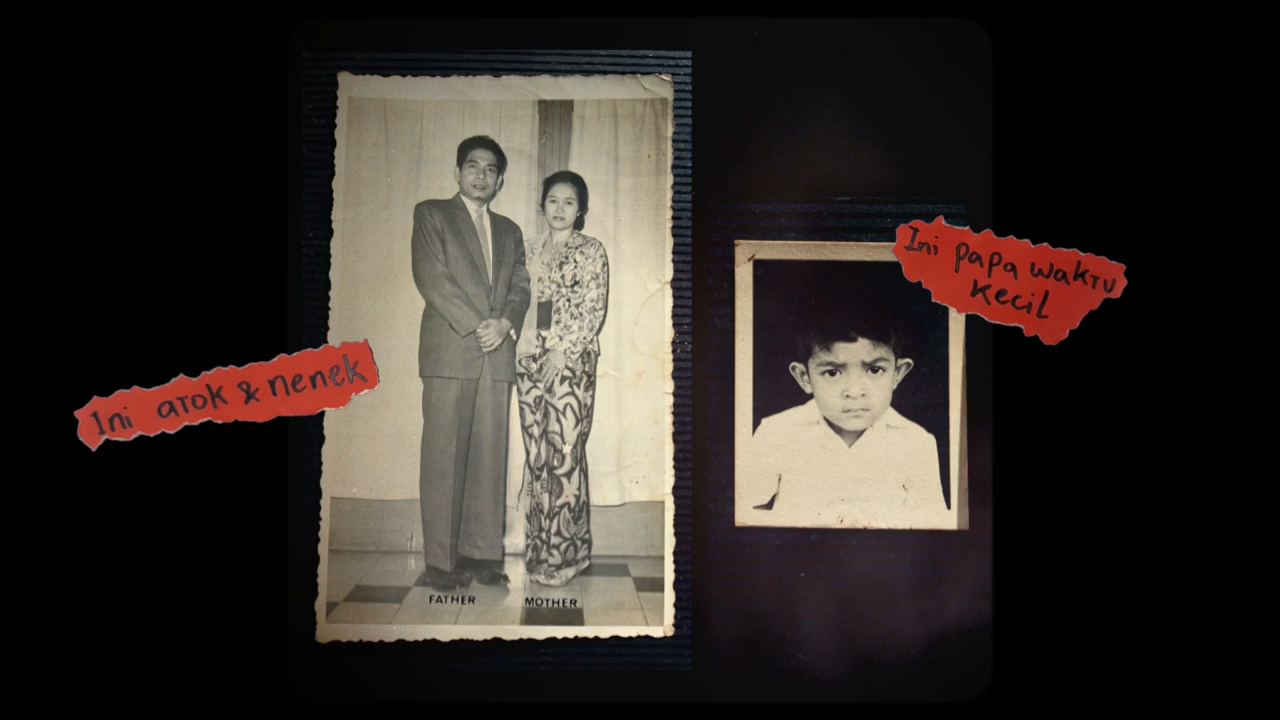 Ini atok & nenek
FATHER MOTHER
Ini papa waktu
kecil